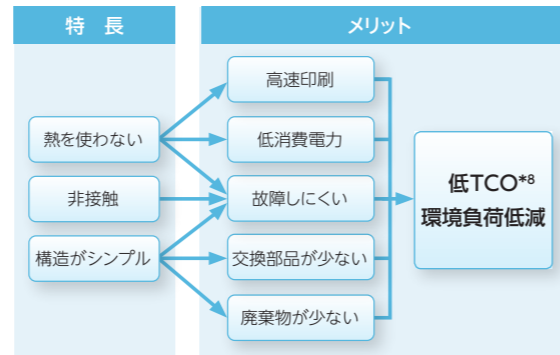 特 長
メリット
熱を使わない
非接触
構造がシンプル
高速印刷
低消費電力
故障しにくい
交換部品が少ない
廃棄物が少ない
低TCO*8
環境負荷低減